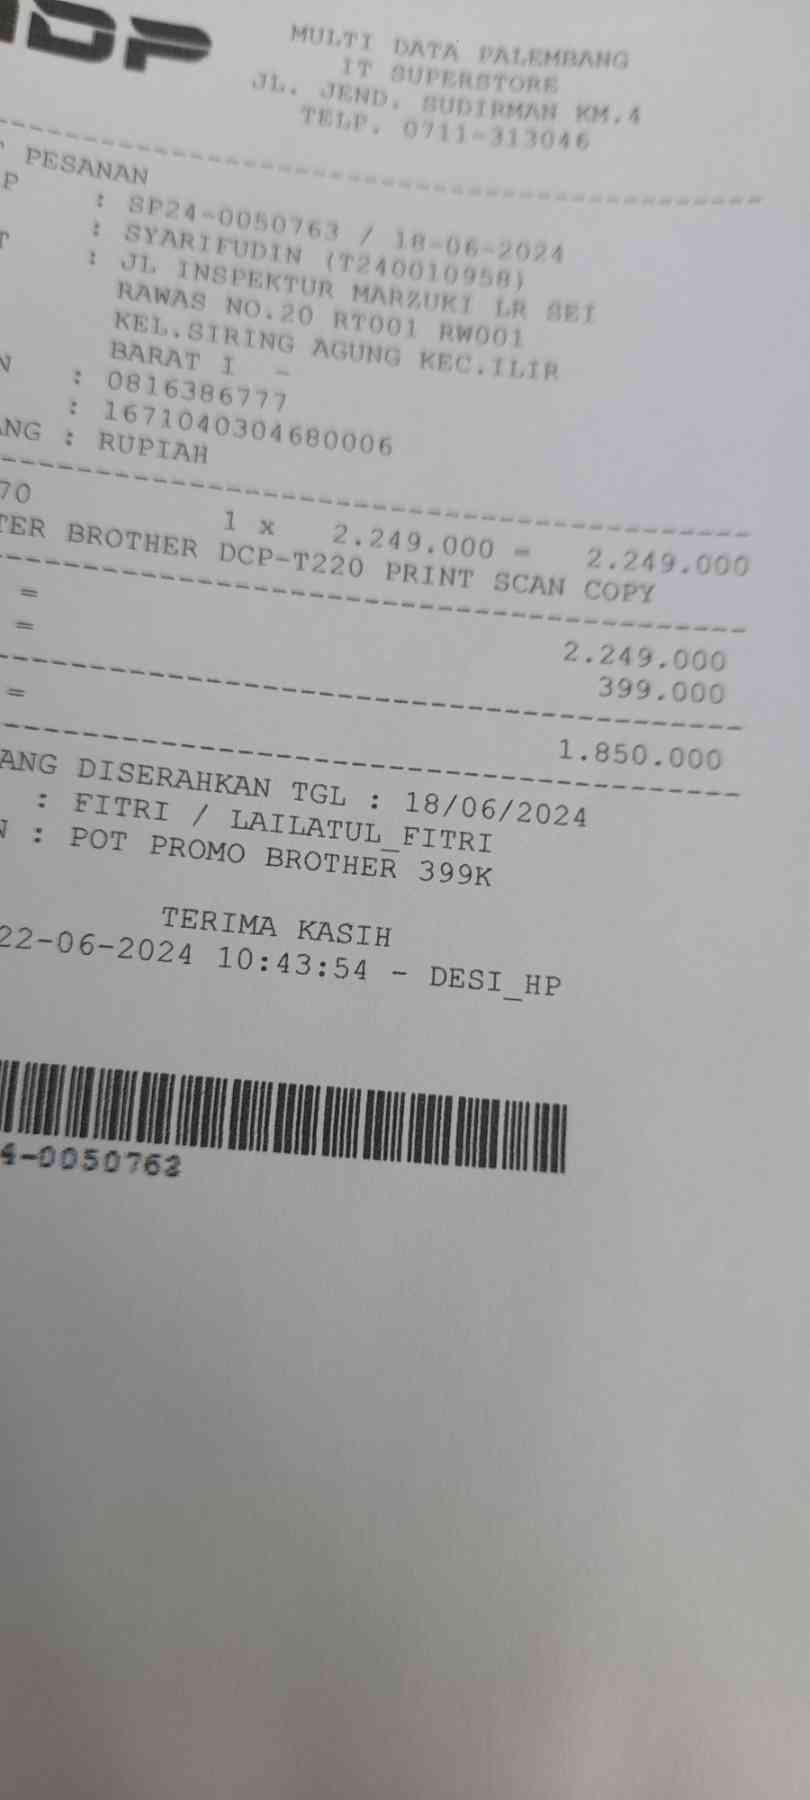 MDP
MULTI DATA PALEMBANG
IT SUPERSTORE
JL. JEND. SUDIRMAN KM.4
TELP. 0711-313046
T PESANAN
P : SP24-0050763 / 18-06-2024
: SYARIFUDIN (T240010958)
T : JL INSPEKTUR MARZUKI LR SEI
RAWAS NO.20 RT001 RW001
KEL.SIRING AGUNG KEC.ILIR
BARAT I -
N : 0816386777
: 1671040304680006
ANG : RUPIAH
70
1 x 2.249.000 = 2.249.000
TER BROTHER DCP-T220 PRINT SCAN COPY
= 2.249.000
= 399.000
= 1.850.000
ANG DISERAHKAN TGL : 18/06/2024
: FITRI / LAILATUL_FITRI
N : POT PROMO BROTHER 399K
TERIMA KASIH
22-06-2024 10:43:54 - DESI_HP
4-0050763